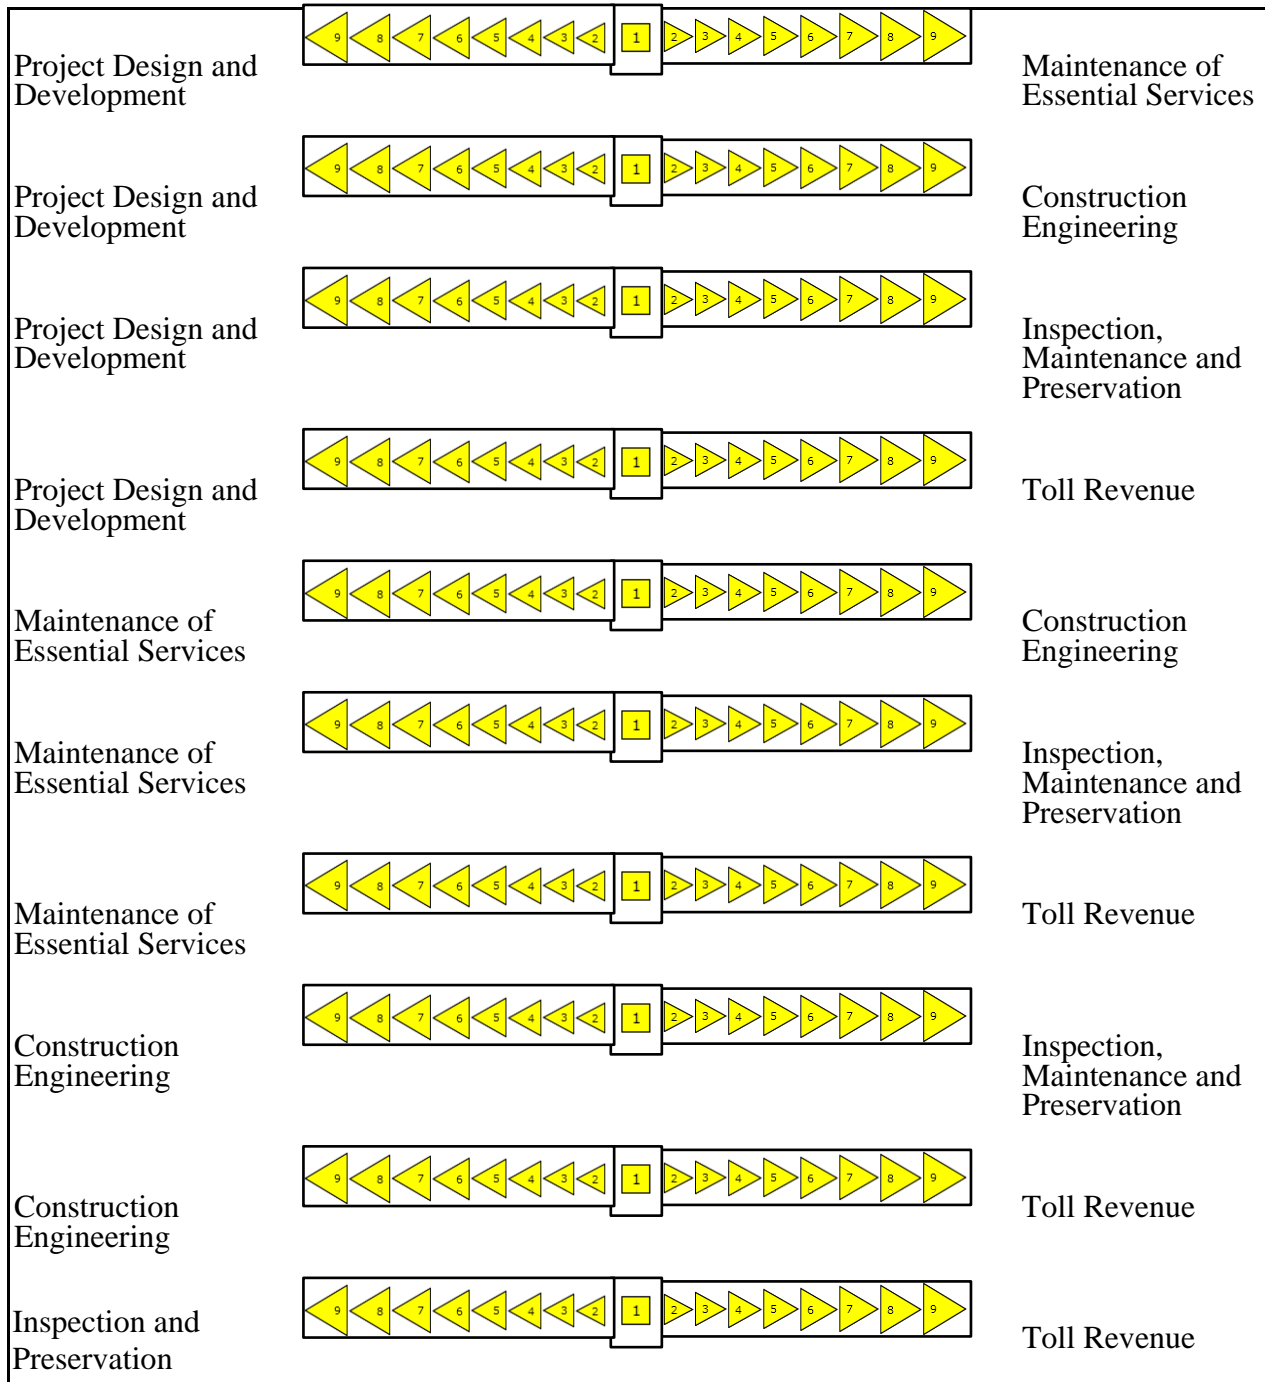 9 8 7 6 5 4 3 2 1 2 3 4 5 6 7 8 9
Project Design and
Development
Maintenance of
Essential Services
9 8 7 6 5 4 3 2 1 2 3 4 5 6 7 8 9
Project Design and
Development
Construction
Engineering
9 8 7 6 5 4 3 2 1 2 3 4 5 6 7 8 9
Project Design and
Development
Inspection,
Maintenance and
Preservation
9 8 7 6 5 4 3 2 1 2 3 4 5 6 7 8 9
Project Design and
Development
Toll Revenue
9 8 7 6 5 4 3 2 1 2 3 4 5 6 7 8 9
Maintenance of
Essential Services
Construction
Engineering
9 8 7 6 5 4 3 2 1 2 3 4 5 6 7 8 9
Maintenance of
Essential Services
Inspection,
Maintenance and
Preservation
9 8 7 6 5 4 3 2 1 2 3 4 5 6 7 8 9
Maintenance of
Essential Services
Toll Revenue
9 8 7 6 5 4 3 2 1 2 3 4 5 6 7 8 9
Construction
Engineering
Inspection,
Maintenance and
Preservation
9 8 7 6 5 4 3 2 1 2 3 4 5 6 7 8 9
Construction
Engineering
Toll Revenue
9 8 7 6 5 4 3 2 1 2 3 4 5 6 7 8 9
Inspection and
Preservation
Toll Revenue